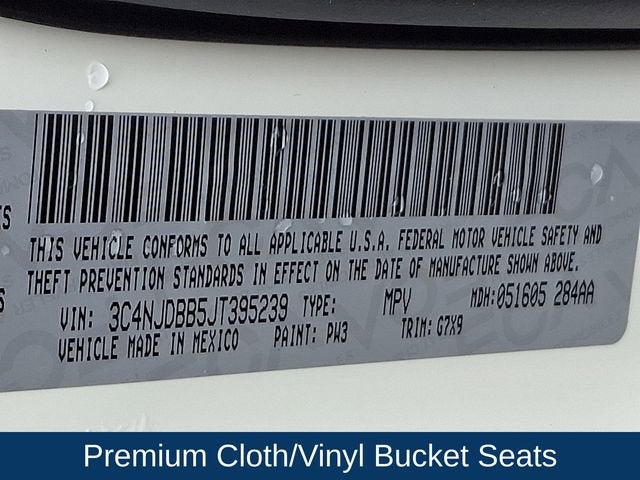 TS
THIS VEHICLE CONFORMS TO ALL APPLICABLE U.S.A. FEDERAL MOTOR VEHICLE SAFETY AND
THEFT PREVENTION STANDARDS IN EFFECT ON THE DATE OF MANUFACTURE SHOWN ABOVE.
S
VIN: 3C4NJDBB5JT395239 TYPE: MPV MDH:051605 284AA
VEHICLE MADE IN MEXICO PAINT: PW3 TRIM: G7X9
Premium Cloth/Vinyl Bucket Seats